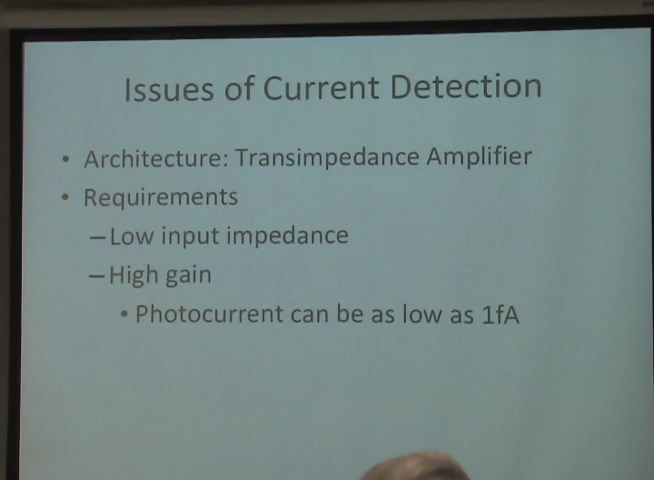 Issues of Current Detection
• Architecture: Transimpedance Amplifier
• Requirements
–Low input impedance
–High gain
• Photocurrent can be as low as 1fA